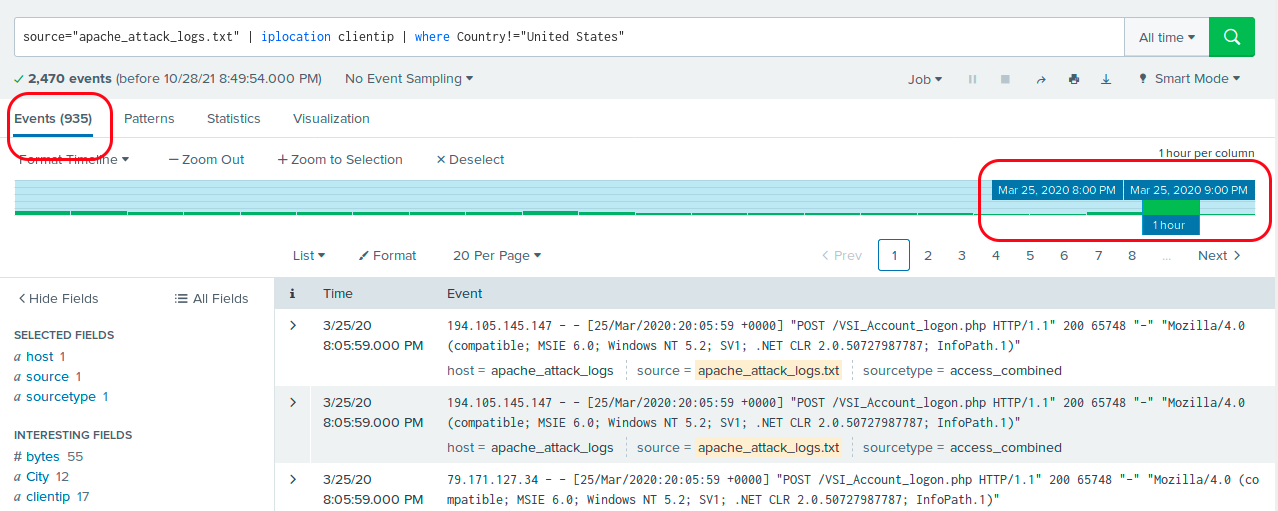 source="apache_attack_logs.txt" | iplocation clientip | where Country!="United States"
All time
2,470 events (before 10/28/21 8:49:54.000 PM) No Event Sampling Job Smart Mode
Events (935) Patterns Statistics Visualization
Format Timeline — Zoom Out + Zoom to Selection × Deselect 1 hour per column
Mar 25, 2020 8:00 PM Mar 25, 2020 9:00 PM
1 hour
List Format 20 Per Page < Prev 1 2 3 4 5 6 7 8 ... Next >
< Hide Fields All Fields
i Time Event
SELECTED FIELDS
a host 1
a source 1
a sourcetype 1
INTERESTING FIELDS
# bytes 55
a City 12
a clientip 17
> 3/25/20 194.105.145.147 - - [25/Mar/2020:20:05:59 +0000] "POST /VSI_Account_logon.php HTTP/1.1" 200 65748 "-" "Mozilla/4.0
8:05:59.000 PM (compatible; MSIE 6.0; Windows NT 5.2; SV1; .NET CLR 2.0.50727987787; InfoPath.1)"
host = apache_attack_logs source = apache_attack_logs.txt sourcetype = access_combined
> 3/25/20 194.105.145.147 - - [25/Mar/2020:20:05:59 +0000] "POST /VSI_Account_logon.php HTTP/1.1" 200 65748 "-" "Mozilla/4.0
8:05:59.000 PM (compatible; MSIE 6.0; Windows NT 5.2; SV1; .NET CLR 2.0.50727987787; InfoPath.1)"
host = apache_attack_logs source = apache_attack_logs.txt sourcetype = access_combined
> 3/25/20 79.171.127.34 - - [25/Mar/2020:20:05:59 +0000] "POST /VSI_Account_logon.php HTTP/1.1" 200 65748 "-" "Mozilla/4.0 (co
8:05:59.000 PM mpatible; MSIE 6.0; Windows NT 5.2; SV1; .NET CLR 2.0.50727987787; InfoPath.1)"